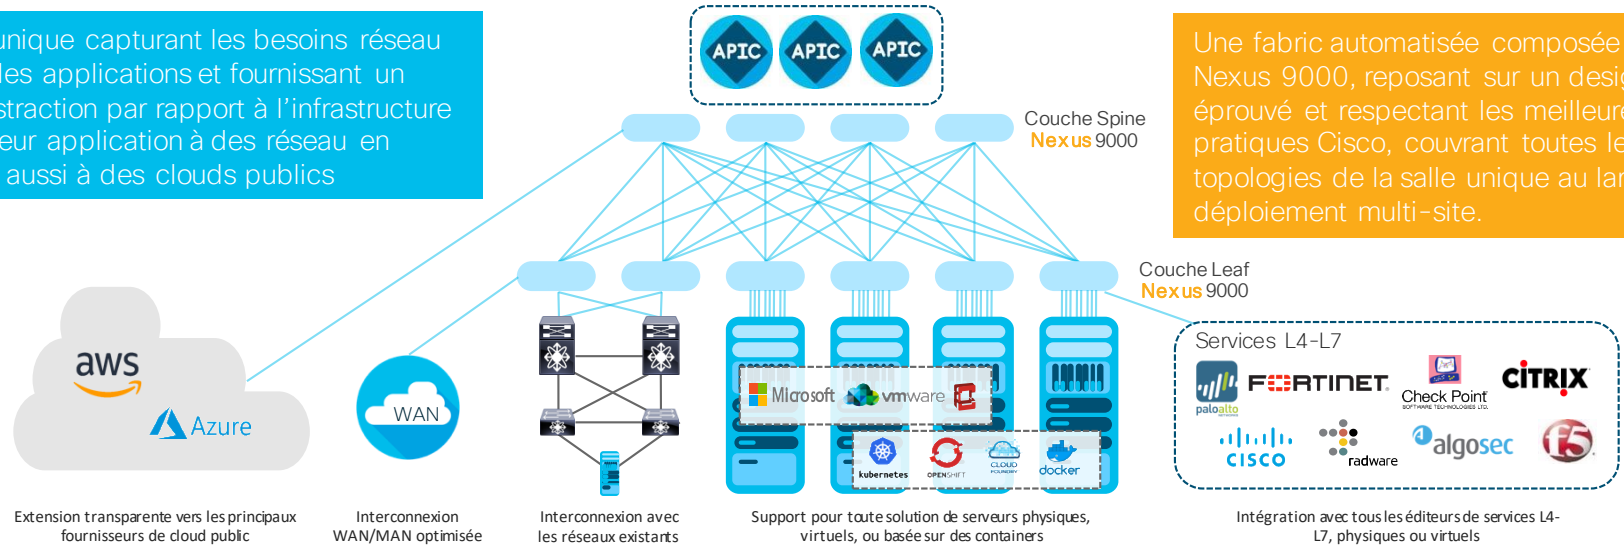 unique capturant les besoins réseau
les applications et fournissant un
straction par rapport à l'infrastructure
eur application à des réseau en
aussi à des clouds publics
APIC
APIC
APIC
Couche Spine
Nexus 9000
Une fabric automatisée composée
Nexus 9000, reposant sur un desig
éprouvé et respectant les meilleure
pratiques Cisco, couvrant toutes le
topologies de la salle unique au lar
déploiement multi-site.
Couche Leaf
Nexus 9000
aws
Azure
WAN
Microsoft
vmware
kubernetes
OPENSHIFT
CLOUD
FOUNDRY
docker
Services L4-L7
paloalto
NETWORKS
FORTINET
Check Point
SOFTWARE TECHNOLOGIES LTD.
CITRIX
CISCO
radware
algosec
f5
Extension transparente vers les principaux
fournisseurs de cloud public
Interconnexion
WAN/MAN optimisée
Interconnexion avec
les réseaux existants
Support pour toute solution de serveurs physiques,
virtuels, ou basée sur des containers
Intégration avec tous les éditeurs de services L4-
L7, physiques ou virtuels